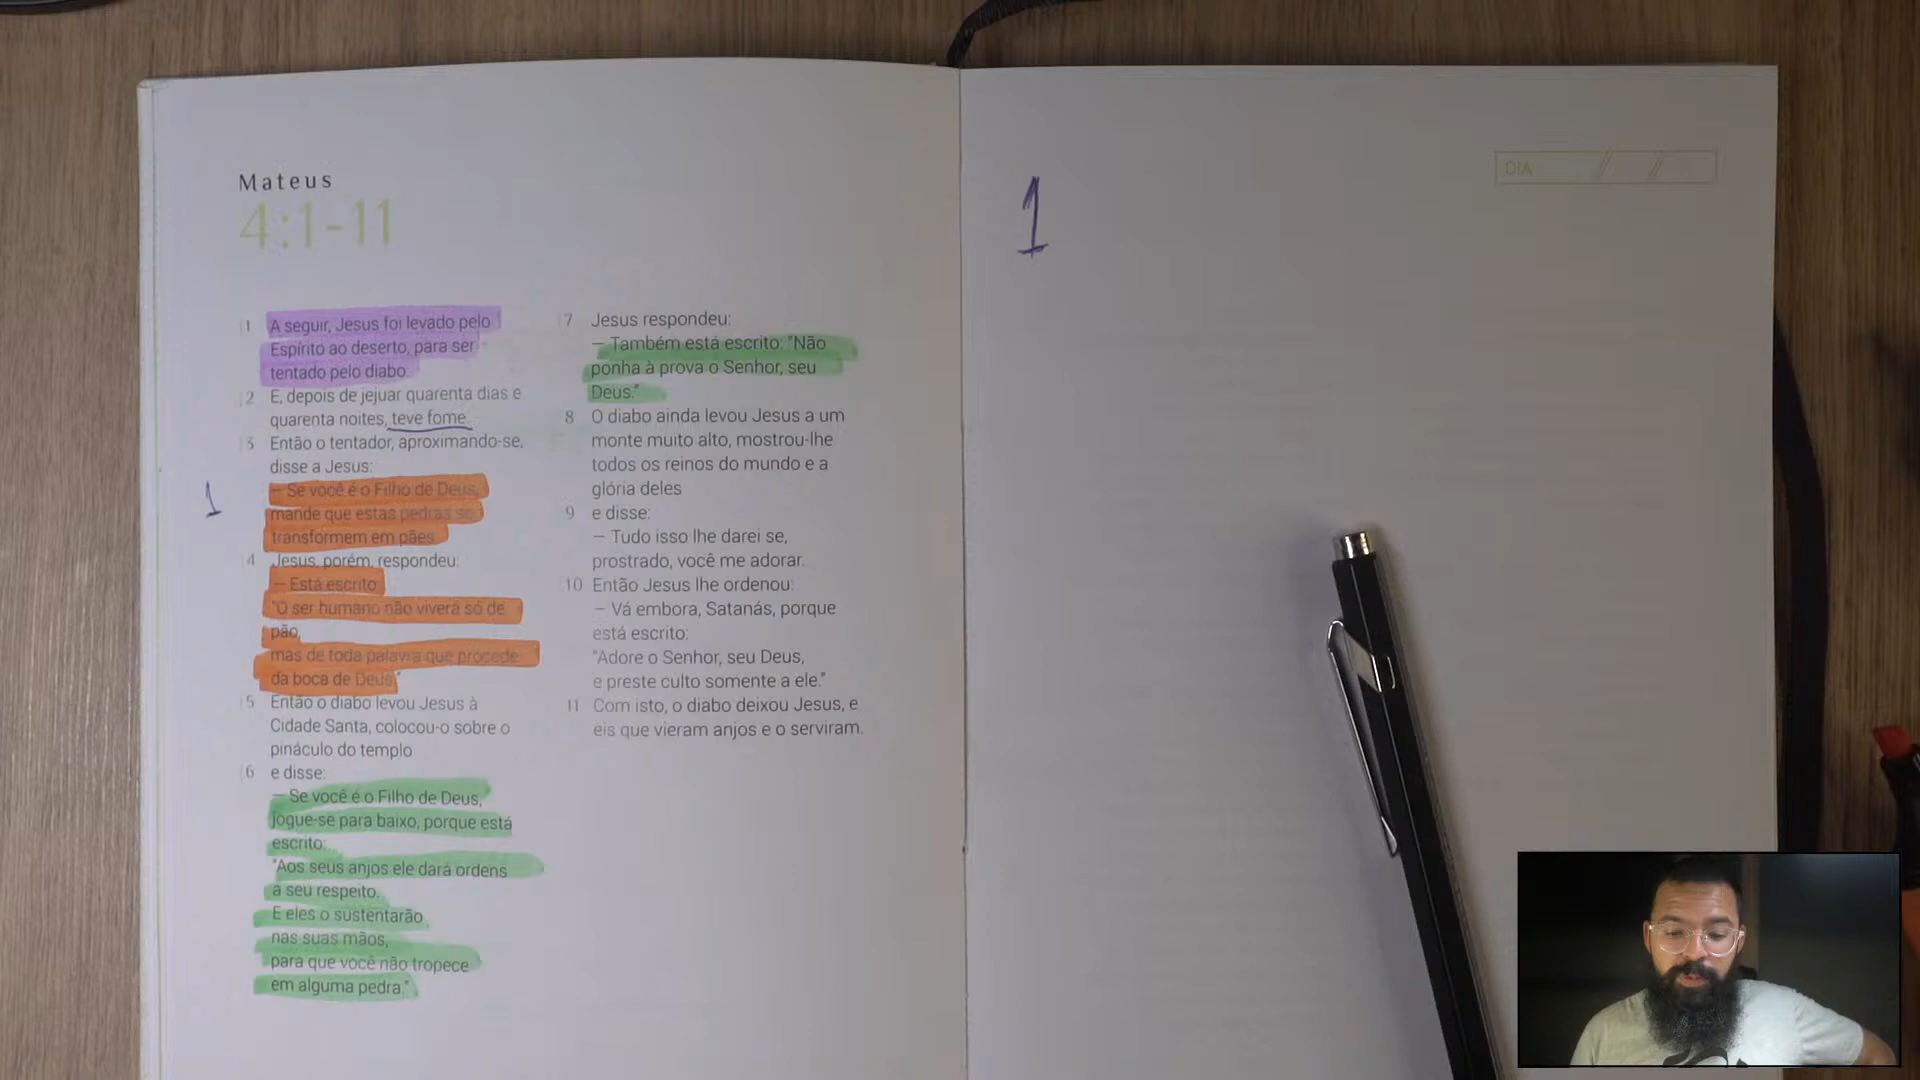 Mateus
4:1-11
1 A seguir, Jesus foi levado pelo
Espírito ao deserto, para ser
tentado pelo diabo.
2 E, depois de jejuar quarenta dias e
quarenta noites, teve fome.
3 Então o tentador, aproximando-se,
disse a Jesus:
1
— Se você é o Filho de Deus,
mande que estas pedras se
transformem em pães.
4 Jesus, porém, respondeu:
— Está escrito:
"O ser humano não viverá só de
pão,
mas de toda palavra que procede
da boca de Deus."
5 Então o diabo levou Jesus à
Cidade Santa, colocou-o sobre o
pináculo do templo
6 e disse:
— Se você é o Filho de Deus,
jogue-se para baixo, porque está
escrito:
"Aos seus anjos ele dará ordens
a seu respeito.
E eles o sustentarão
nas suas mãos,
para que você não tropece
em alguma pedra."
7 Jesus respondeu:
— Também está escrito: "Não
ponha à prova o Senhor, seu
Deus."
8 O diabo ainda levou Jesus a um
monte muito alto, mostrou-lhe
todos os reinos do mundo e a
glória deles
9 e disse:
— Tudo isso lhe darei se,
prostrado, você me adorar.
10 Então Jesus lhe ordenou:
— Vá embora, Satanás, porque
está escrito:
"Adore o Senhor, seu Deus,
e preste culto somente a ele."
11 Com isto, o diabo deixou Jesus, e
eis que vieram anjos e o serviram.
1
DIA / /